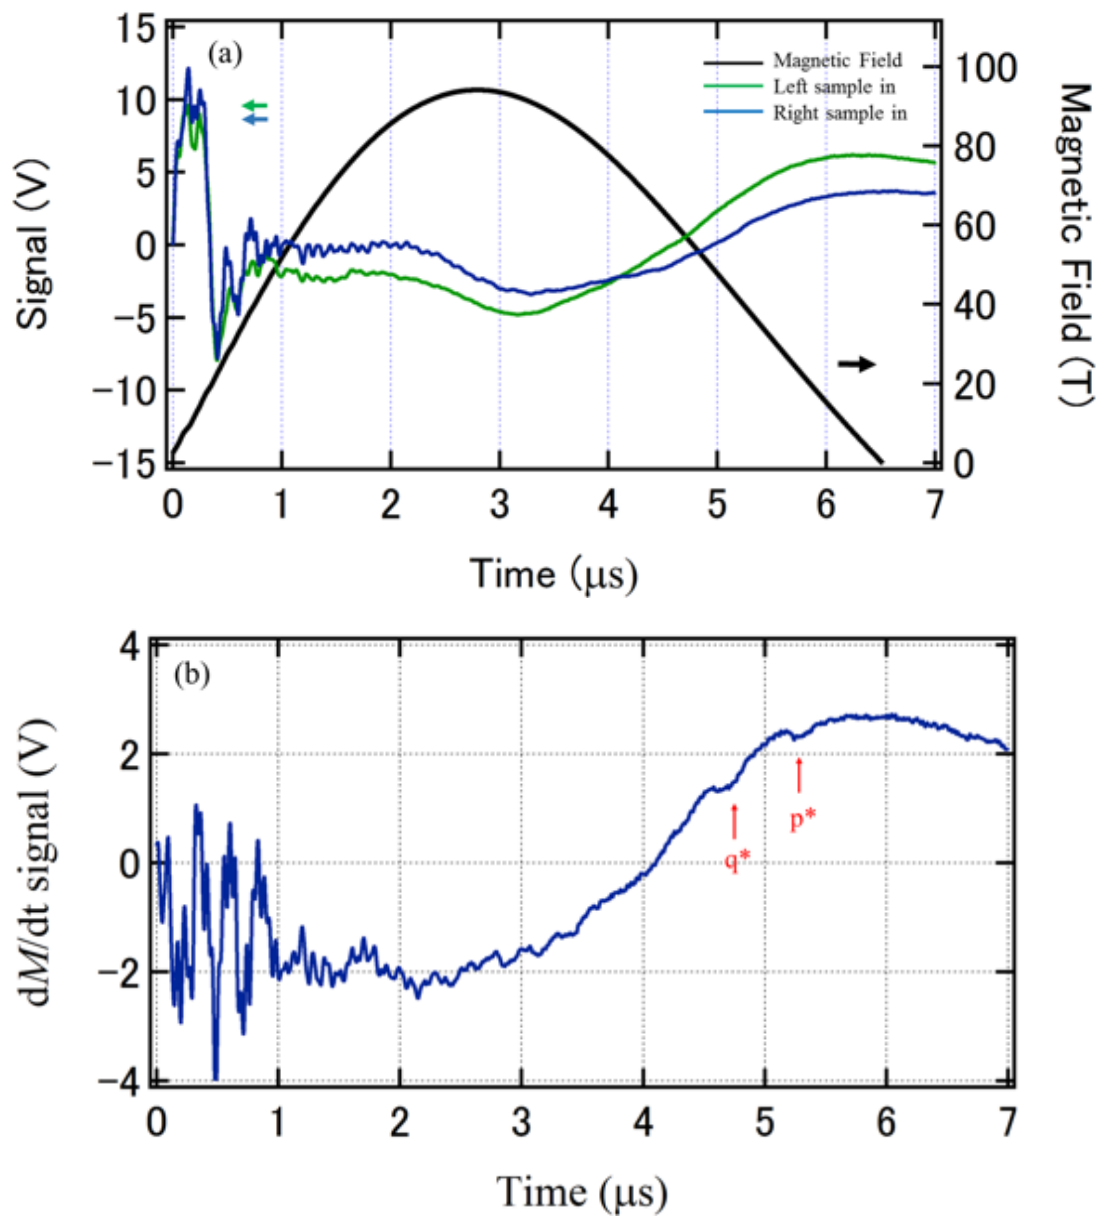 (a)
Signal (V)
15
10
5
0
−5
−10
−15
Magnetic Field
Left sample in
Right sample in
100
80
60
40
20
0
Magnetic Field (T)
0 1 2 3 4 5 6 7
Time (μs)
(b)
dM/dt signal (V)
4
2
0
−2
−4
p*
q*
0 1 2 3 4 5 6 7
Time (μs)